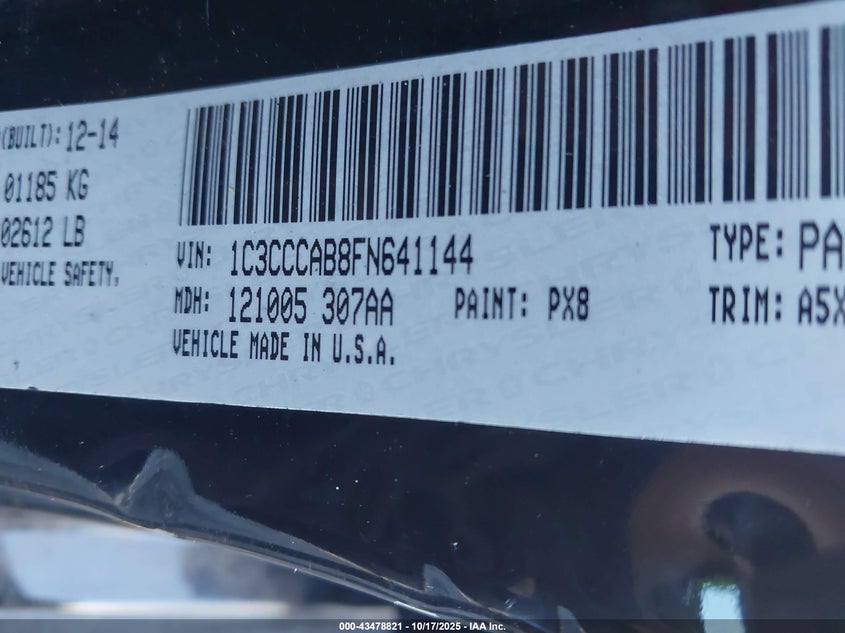 (BUILT): 12-14
01185 KG
02612 LB
VEHICLE SAFETY,
VIN: 1C3CCCAB8FN641144
TYPE: PA
MDH: 121005 307AA
PAINT: PX8
TRIM: A5X
VEHICLE MADE IN U.S.A.
CHRYSLER
000-43478821 - 10/17/2025 - IAA Inc.